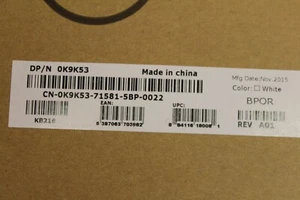 DP/N 0K9K53
Made in china
Mfg Date,Nov.2015
Color: White
CN-0K9K53-71581-5BP-0022
BPOR
EAN:
UPC:
KB216
REV A01